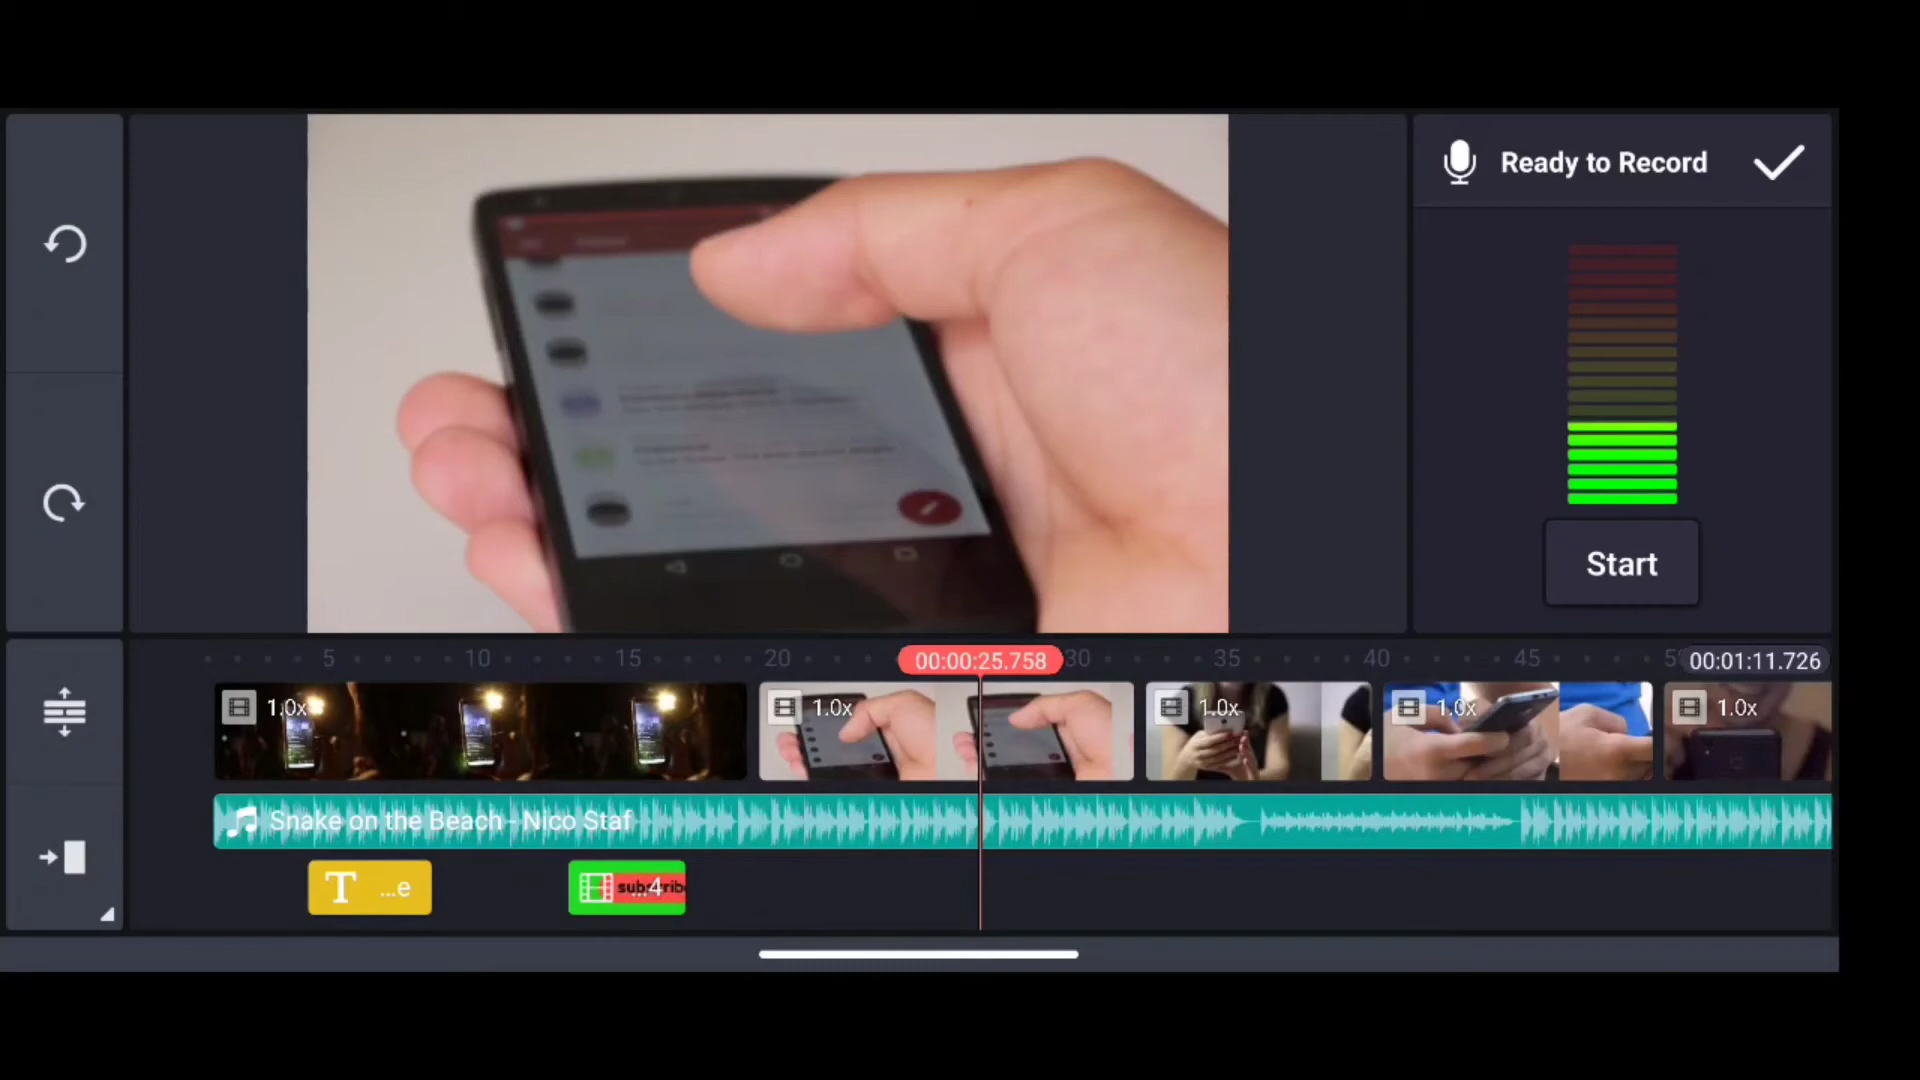 Ready to Record
Start
5 10 15 20 00:00:25.758 30 35 40 45 00:01:11.726
1.0x 1.0x 1.0x 1.0x 1.0x
Snake on the Beach - Nico Staf
T ...e
...4